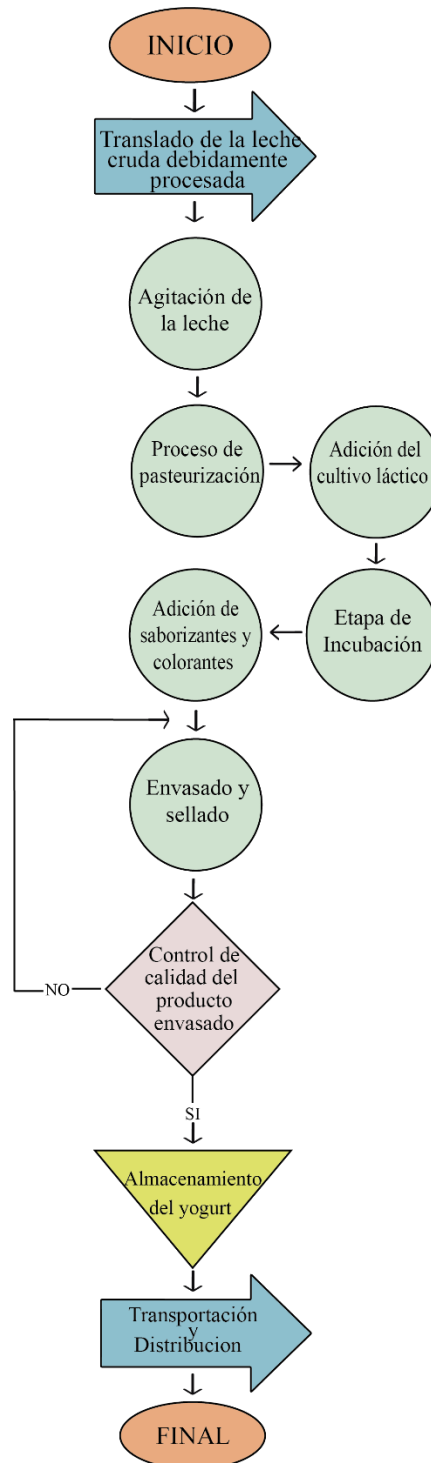 INICIO
Translado de la leche
cruda debidamente
procesada
Agitación de
la leche
Proceso de
pasteurización
Adición del
cultivo láctico
Etapa de
Incubación
Adición de
saborizantes y
colorantes
Envasado y
sellado
Control de
calidad del
producto
envasado
NO
SI
Almacenamiento
del yogurt
Transportación
y
Distribucion
FINAL